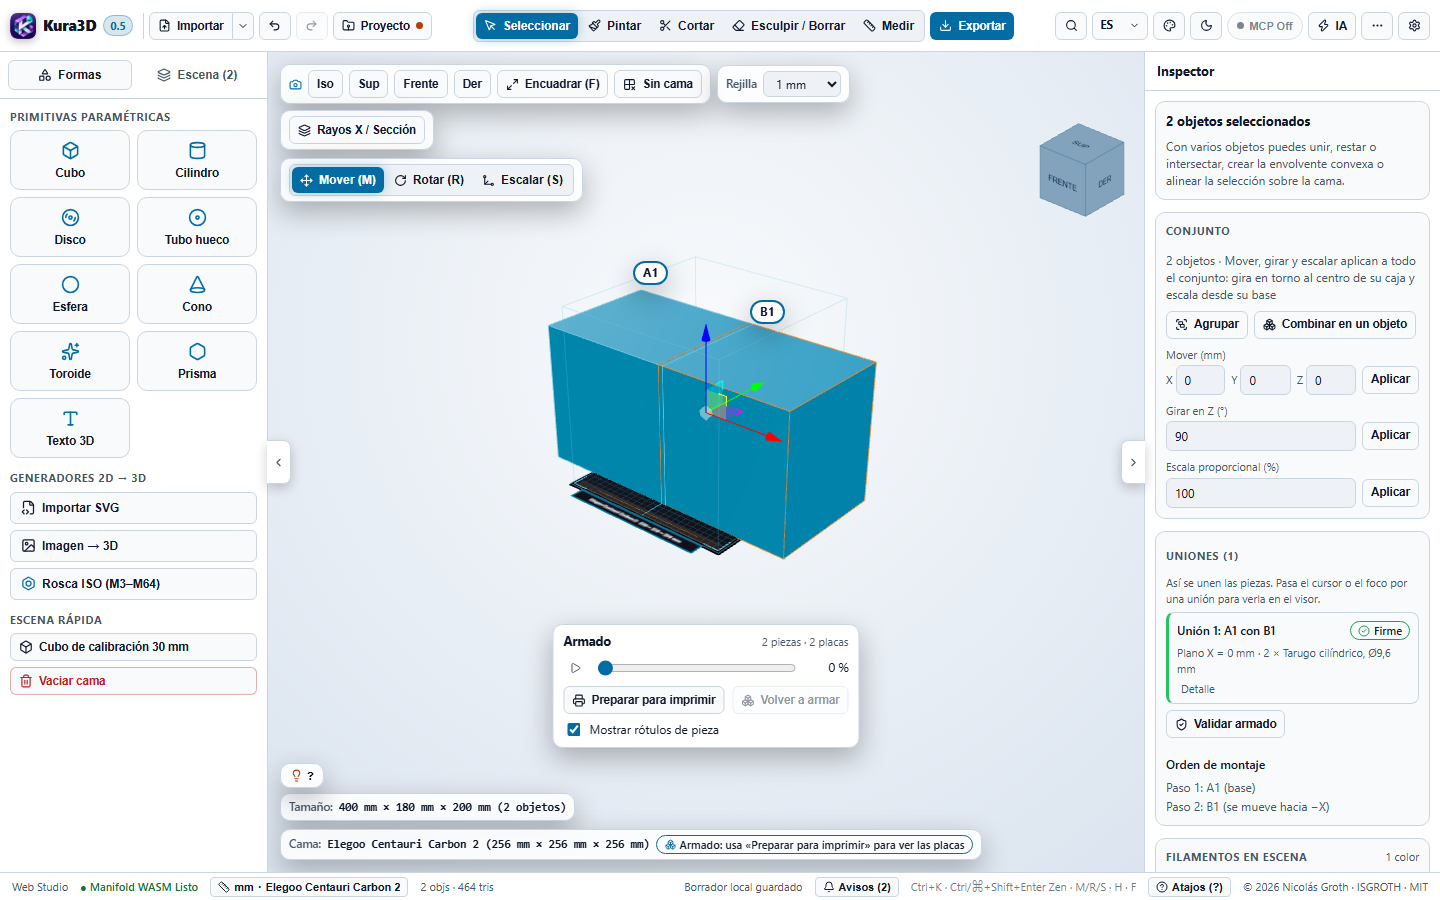 Kura3D 0.5 Importar Proyecto Seleccionar Pintar Cortar Esculpir / Borrar Medir Exportar ES MCP Off IA
Formas Escena (2)
PRIMITIVAS PARAMÉTRICAS
Cubo Cilindro
Disco Tubo hueco
Esfera Cono
Toroide Prisma
Texto 3D
GENERADORES 2D → 3D
Importar SVG
Imagen → 3D
Rosca ISO (M3–M64)
ESCENA RÁPIDA
Cubo de calibración 30 mm
Vaciar cama
Iso Sup Frente Der Encuadrar (F) Sin cama Rejilla 1 mm
Rayos X / Sección
Mover (M) Rotar (R) Escalar (S)
SUP
FRENTE DER
A1
B1
Armado 2 piezas · 2 placas
0 %
Preparar para imprimir Volver a armar
Mostrar rótulos de pieza
?
Tamaño: 400 mm × 180 mm × 200 mm (2 objetos)
Cama: Elegoo Centauri Carbon 2 (256 mm × 256 mm × 256 mm) Armado: usa «Preparar para imprimir» para ver las placas
Inspector
2 objetos seleccionados
Con varios objetos puedes unir, restar o
intersectar, crear la envolvente convexa o
alinear la selección sobre la cama.
CONJUNTO
2 objetos · Mover, girar y escalar aplican a todo
el conjunto: gira en torno al centro de su caja y
escala desde su base
Agrupar Combinar en un objeto
Mover (mm)
X 0 Y 0 Z 0 Aplicar
Girar en Z (°)
90 Aplicar
Escala proporcional (%)
100 Aplicar
UNIONES (1)
Así se unen las piezas. Pasa el cursor o el foco por
una unión para verla en el visor.
Unión 1: A1 con B1 Firme
Plano X = 0 mm · 2 × Tarugo cilíndrico, Ø9,6
mm
Detalle
Validar armado
Orden de montaje
Paso 1: A1 (base)
Paso 2: B1 (se mueve hacia −X)
FILAMENTOS EN ESCENA 1 color
Web Studio ● Manifold WASM Listo mm · Elegoo Centauri Carbon 2 2 objs · 464 tris Borrador local guardado Avisos (2) Ctrl+K · Ctrl/⌘+Shift+Enter Zen · M/R/S · H · F Atajos (?) © 2026 Nicolás Groth · ISGROTH · MIT